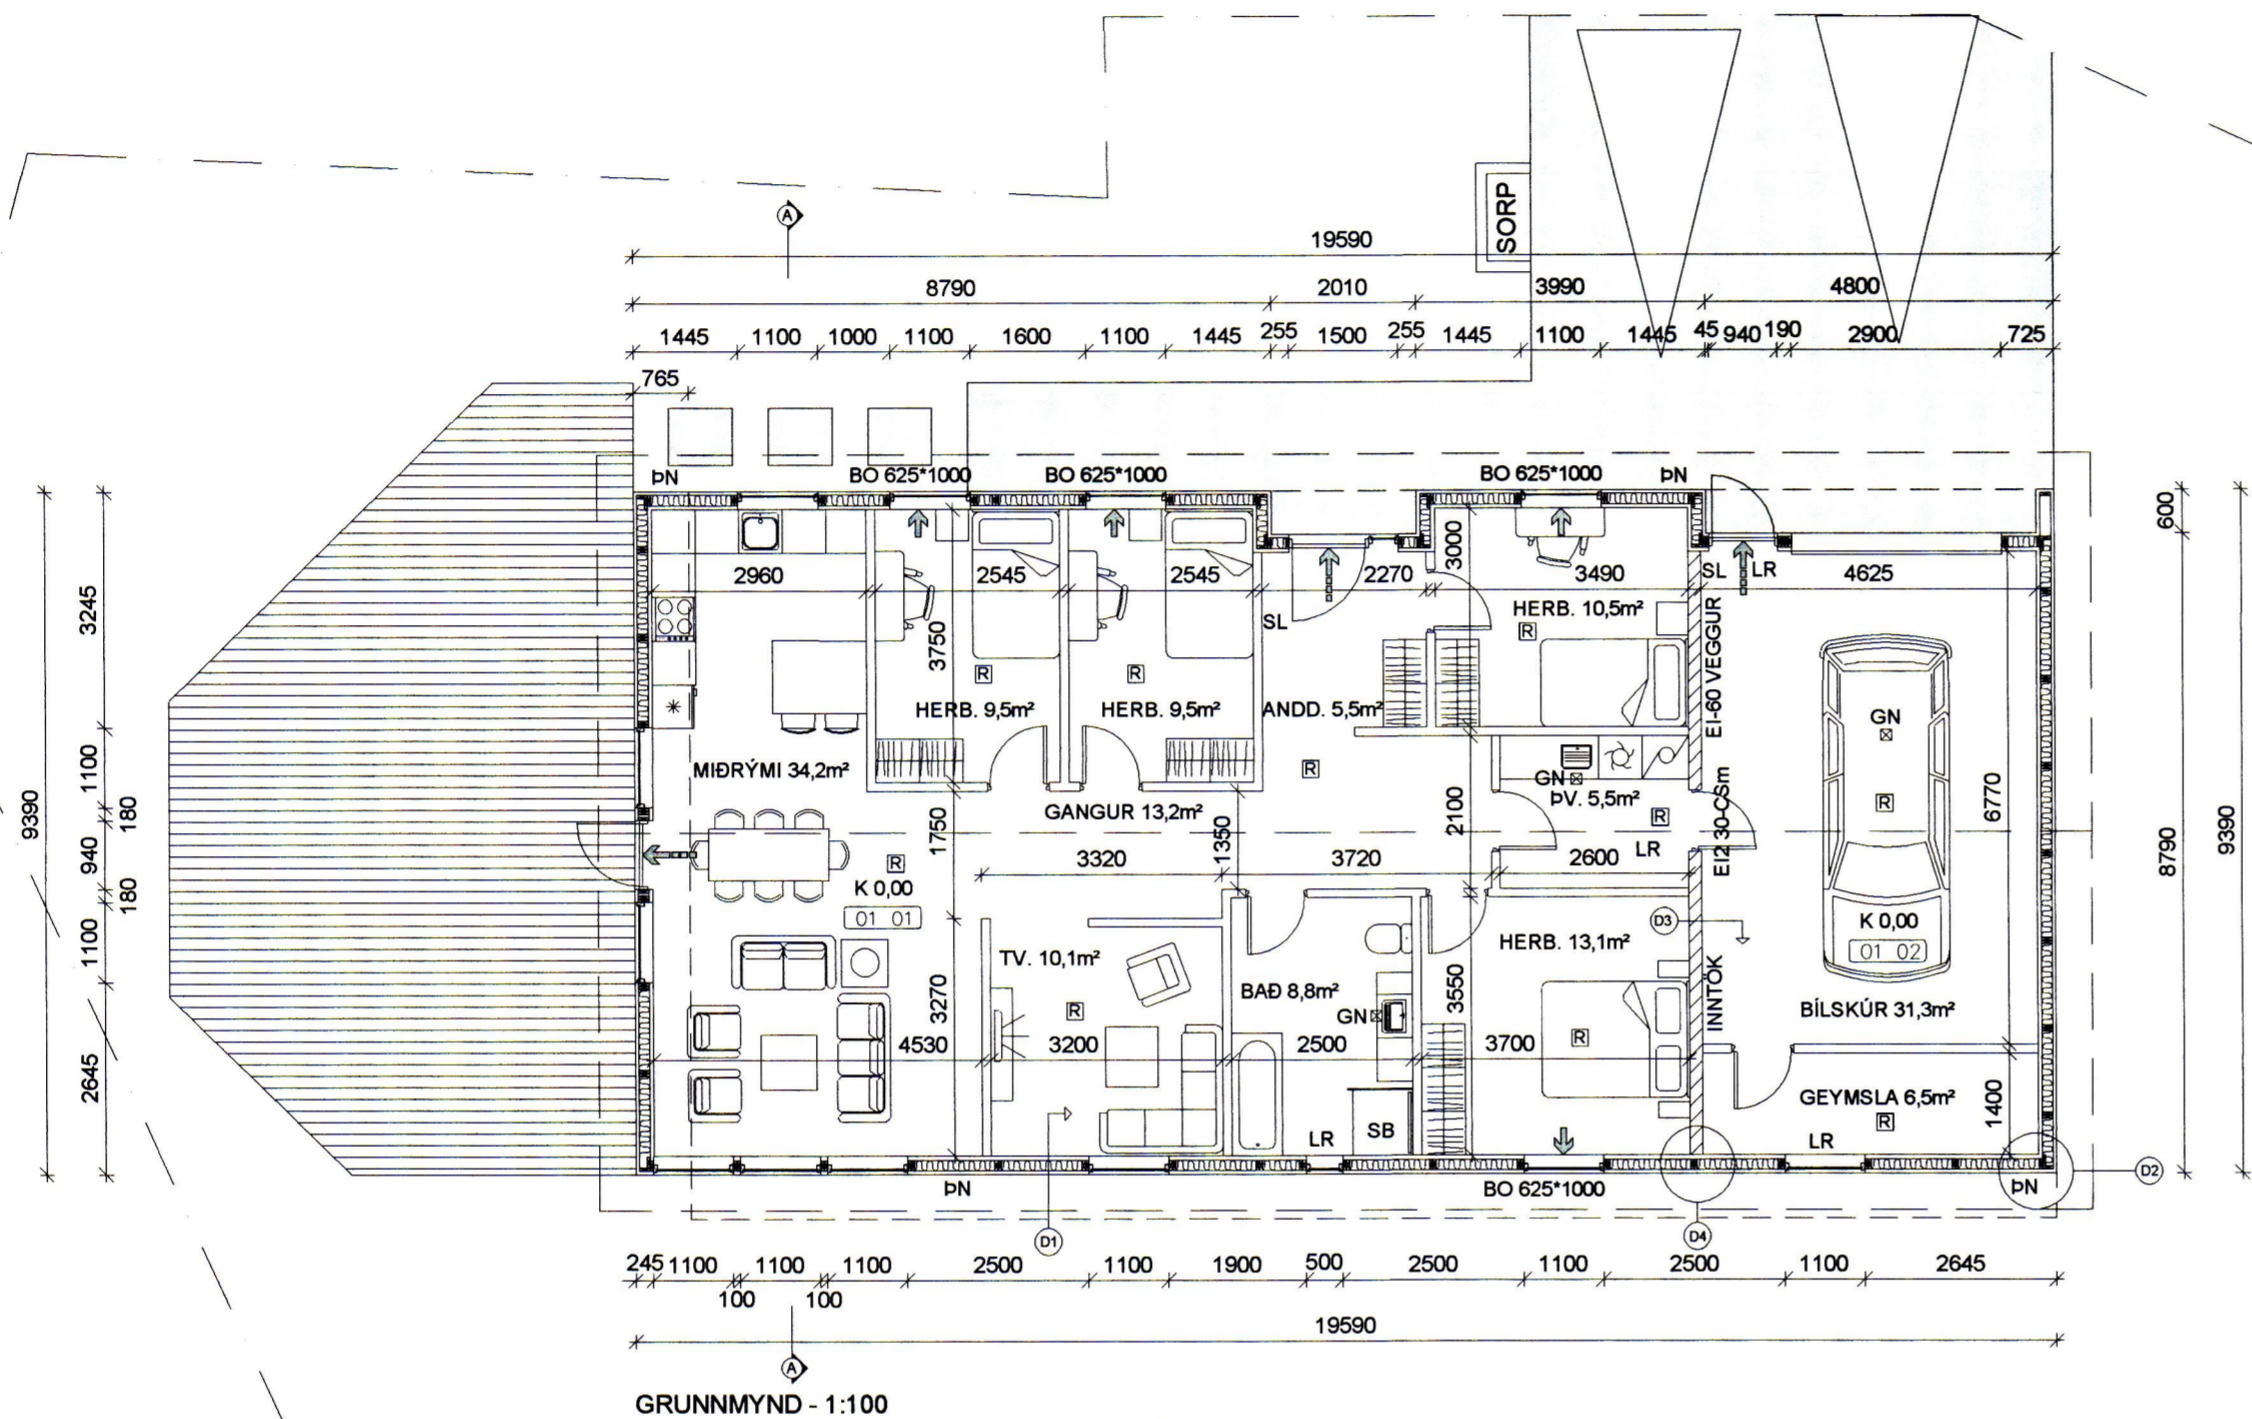 A
19590
SORP
8790 2010 3990 4800
1445 1100 1000 1100 1600 1100 1445 255 1500 255 1445 1100 1445 45 940 190 2900 725
765
ÞN BO 625*1000 BO 625*1000 BO 625*1000 ÞN
600
3000
2960 2545 2545 2270 3490 SL LR 4625
3245
HERB. 10,5m²
SL
R
EI-60 VEGGUR
3750
R R
HERB. 9,5m² HERB. 9,5m² ANDD. 5,5m²
GN
MIÐRÝMI 34,2m²
R
GN
ÞV. 5,5m²
1100
180
GANGUR 13,2m²
R
R
6770
9390
1750
1350
2100
EI2 30-CSm
8790
9390
940
R
3320 3720 2600
LR
K 0,00
01 01
180
K 0,00
01 02
D3
HERB. 13,1m²
1100
TV. 10,1m²
BAÐ 8,8m²
3270
3550
INNTÖK
R
GN
BÍLSKÚR 31,3m²
R
4530 3200 2500 3700
2645
GEYMSLA 6,5m²
1400
R
LR SB
LR
D2
ÞN BO 625*1000 ÞN
D1
D4
245 1100 1100 1100 2500 1100 1900 500 2500 1100 2500 1100 2645
100 100
19590
A
GRUNNMYND - 1:100